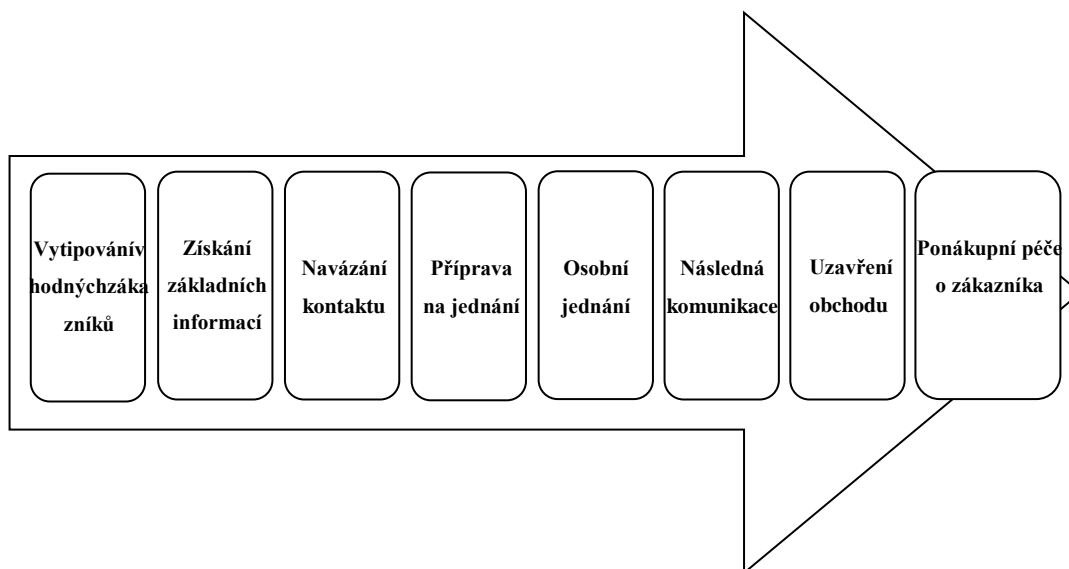 Vytipovánív
hodnýchzáka
zníků
Získání
základních
informací
Navázání
kontaktu
Příprava
na jednání
Osobní
jednání
Následná
komunikace
Uzavření
obchodu
Ponákupní péče
o zákazníka